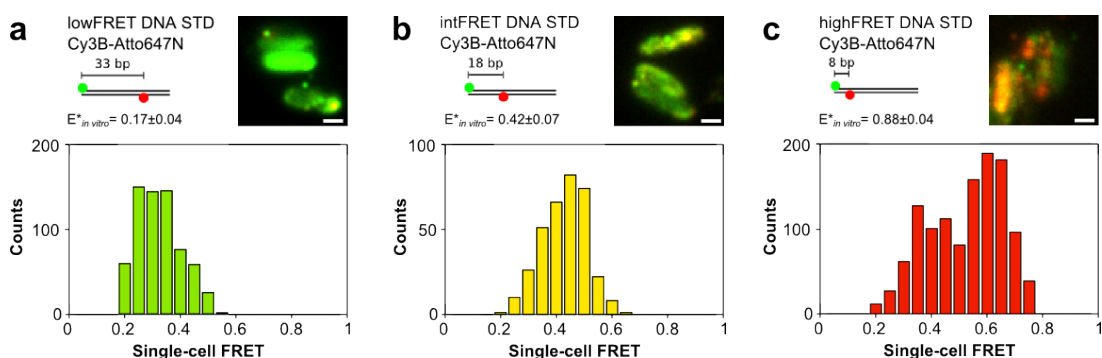 a
lowFRET DNA STD
Cy3B-Atto647N
33 bp
E*in vitro= 0.17±0.04
200
100
0
Counts
0 0.2 0.4 0.6 0.8 1
Single-cell FRET
b
intFRET DNA STD
Cy3B-Atto647N
18 bp
E*in vitro= 0.42±0.07
100
50
0
Counts
0 0.2 0.4 0.6 0.8 1
Single-cell FRET
c
highFRET DNA STD
Cy3B-Atto647N
8 bp
E*in vitro= 0.88±0.04
200
100
0
Counts
0 0.2 0.4 0.6 0.8 1
Single-cell FRET